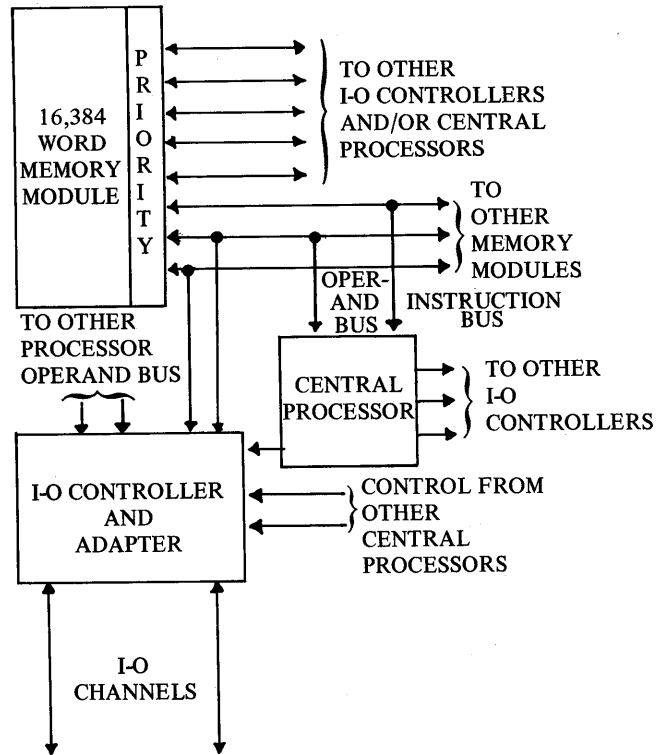 16,384
WORD
MEMORY
MODULE
PRIORITY
TO OTHER
I-O CONTROLLERS
AND/OR CENTRAL
PROCESSORS
TO
OTHER
MEMORY
MODULES
OPER-
AND
BUS
INSTRUCTION
BUS
TO OTHER
PROCESSOR
OPERAND BUS
CENTRAL
PROCESSOR
TO OTHER
I-O
CONTROLLERS
I-O CONTROLLER
AND
ADAPTER
CONTROL FROM
OTHER
CENTRAL
PROCESSORS
I-O
CHANNELS